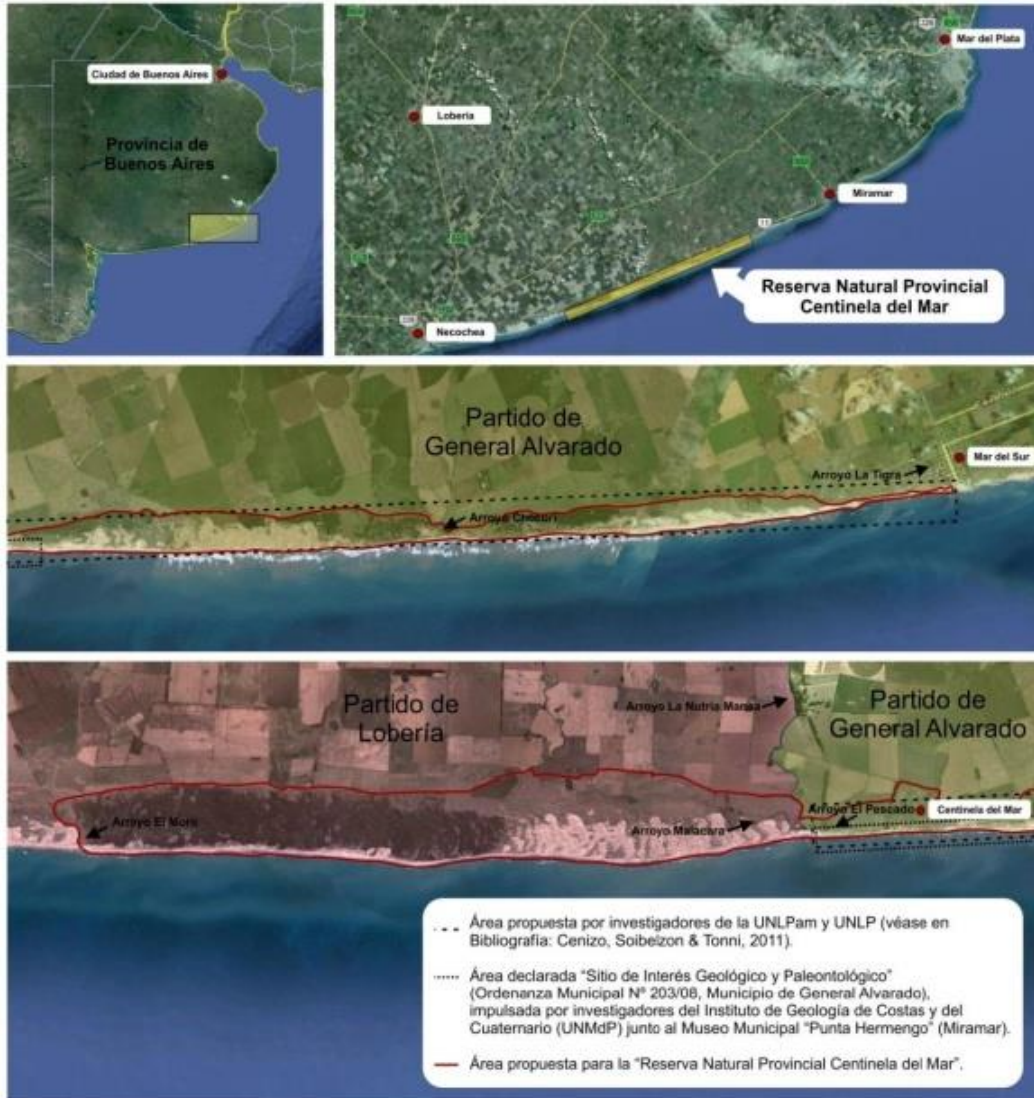 Ciudad de Buenos Aires
Provincia de
Buenos Aires
Mar del Plata
Lobería
Miramar
11
Reserva Natural Provincial
Centinela del Mar
Necochea
Partido de
General Alvarado
Mar del Sur
Arroyo La Tigra
Arroyo Chocorí
Partido de
Lobería
Arroyo La Nutria Mansa
Partido de
General Alvarado
Arroyo El Pescado
Centinela del Mar
Arroyo El Moro
Arroyo Malacara
Área propuesta por investigadores de la UNLPam y UNLP (véase en
Bibliografía: Cenizo, Soibelzon & Tonni, 2011).
Área declarada “Sitio de Interés Geológico y Paleontológico”
(Ordenanza Municipal Nº 203/08, Municipio de General Alvarado),
impulsada por investigadores del Instituto de Geología de Costas y del
Cuaternario (UNMdP) junto al Museo Municipal “Punta Hermengo” (Miramar).
Área propuesta para la “Reserva Natural Provincial Centinela del Mar”.